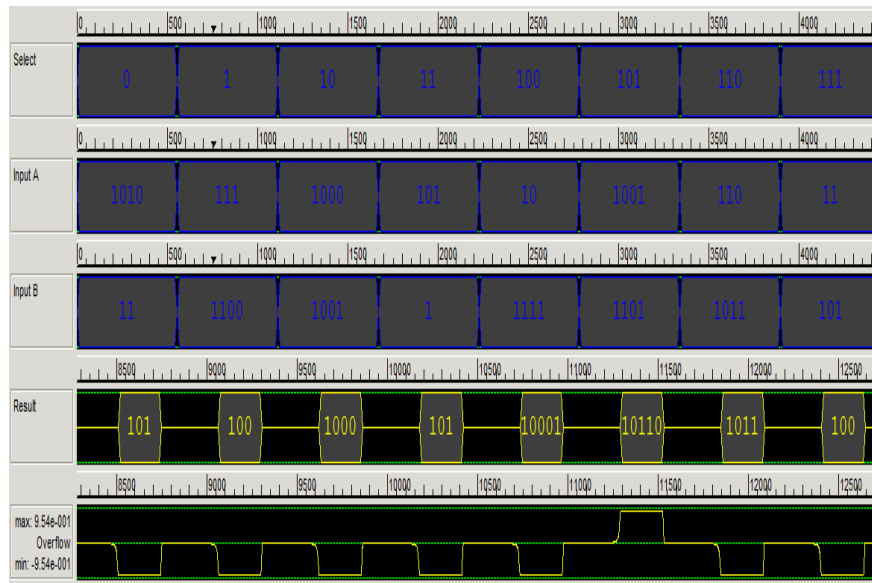 0 500 1000 1500 2000 2500 3000 3500 4000
Select 0 1 10 11 100 101 110 111
0 500 1000 1500 2000 2500 3000 3500 4000
Input A 1010 111 1000 101 10 1001 110 11
0 500 1000 1500 2000 2500 3000 3500 4000
Input B 11 1100 1001 1 1111 1101 1011 101
8500 9000 9500 10000 10500 11000 11500 12000 12500
Result 101 100 1000 101 10001 10110 1011 100
8500 9000 9500 10000 10500 11000 11500 12000 12500
max: 9.54e-001
Overflow
min: -9.54e-001